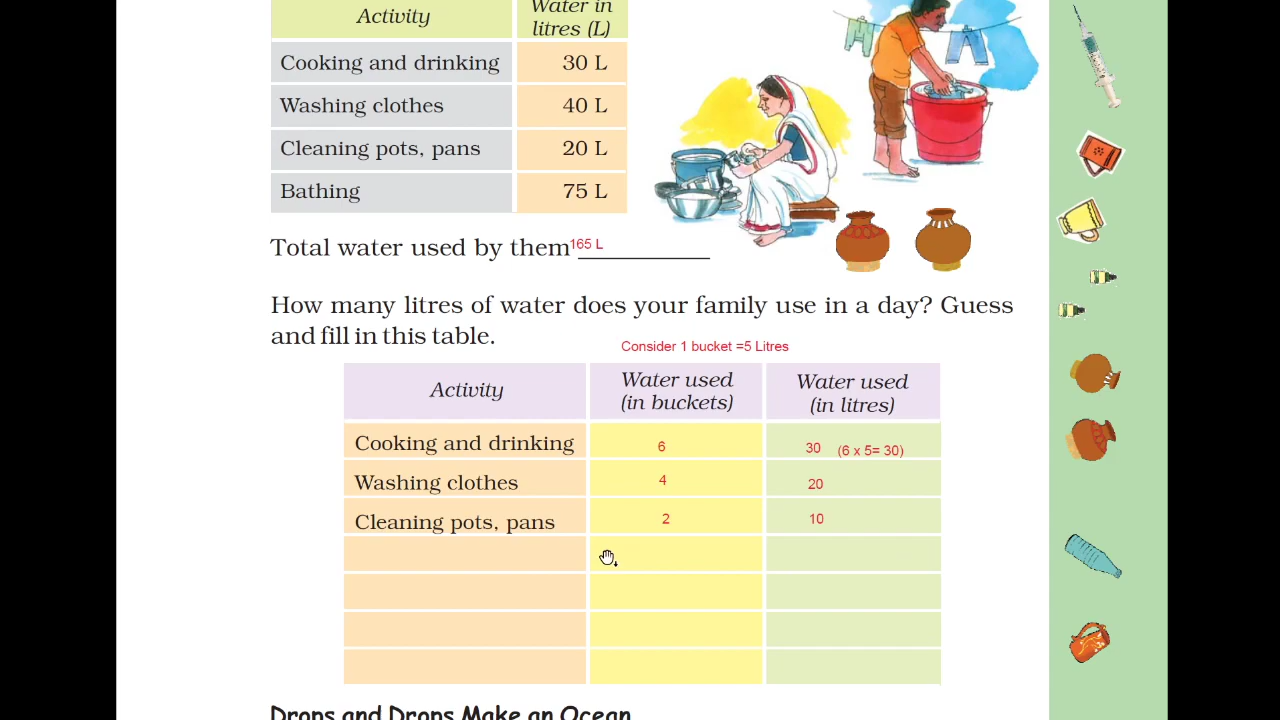 Activity Water in
litres (L)
Cooking and drinking 30 L
Washing clothes 40 L
Cleaning pots, pans 20 L
Bathing 75 L
Total water used by them 165 L
How many litres of water does your family use in a day? Guess
and fill in this table.
Consider 1 bucket =5 Litres
Activity Water used Water used
(in buckets) (in litres)
Cooking and drinking 6 30 (6 x 5= 30)
Washing clothes 4 20
Cleaning pots, pans 2 10
Drops and Drops Make an Ocean